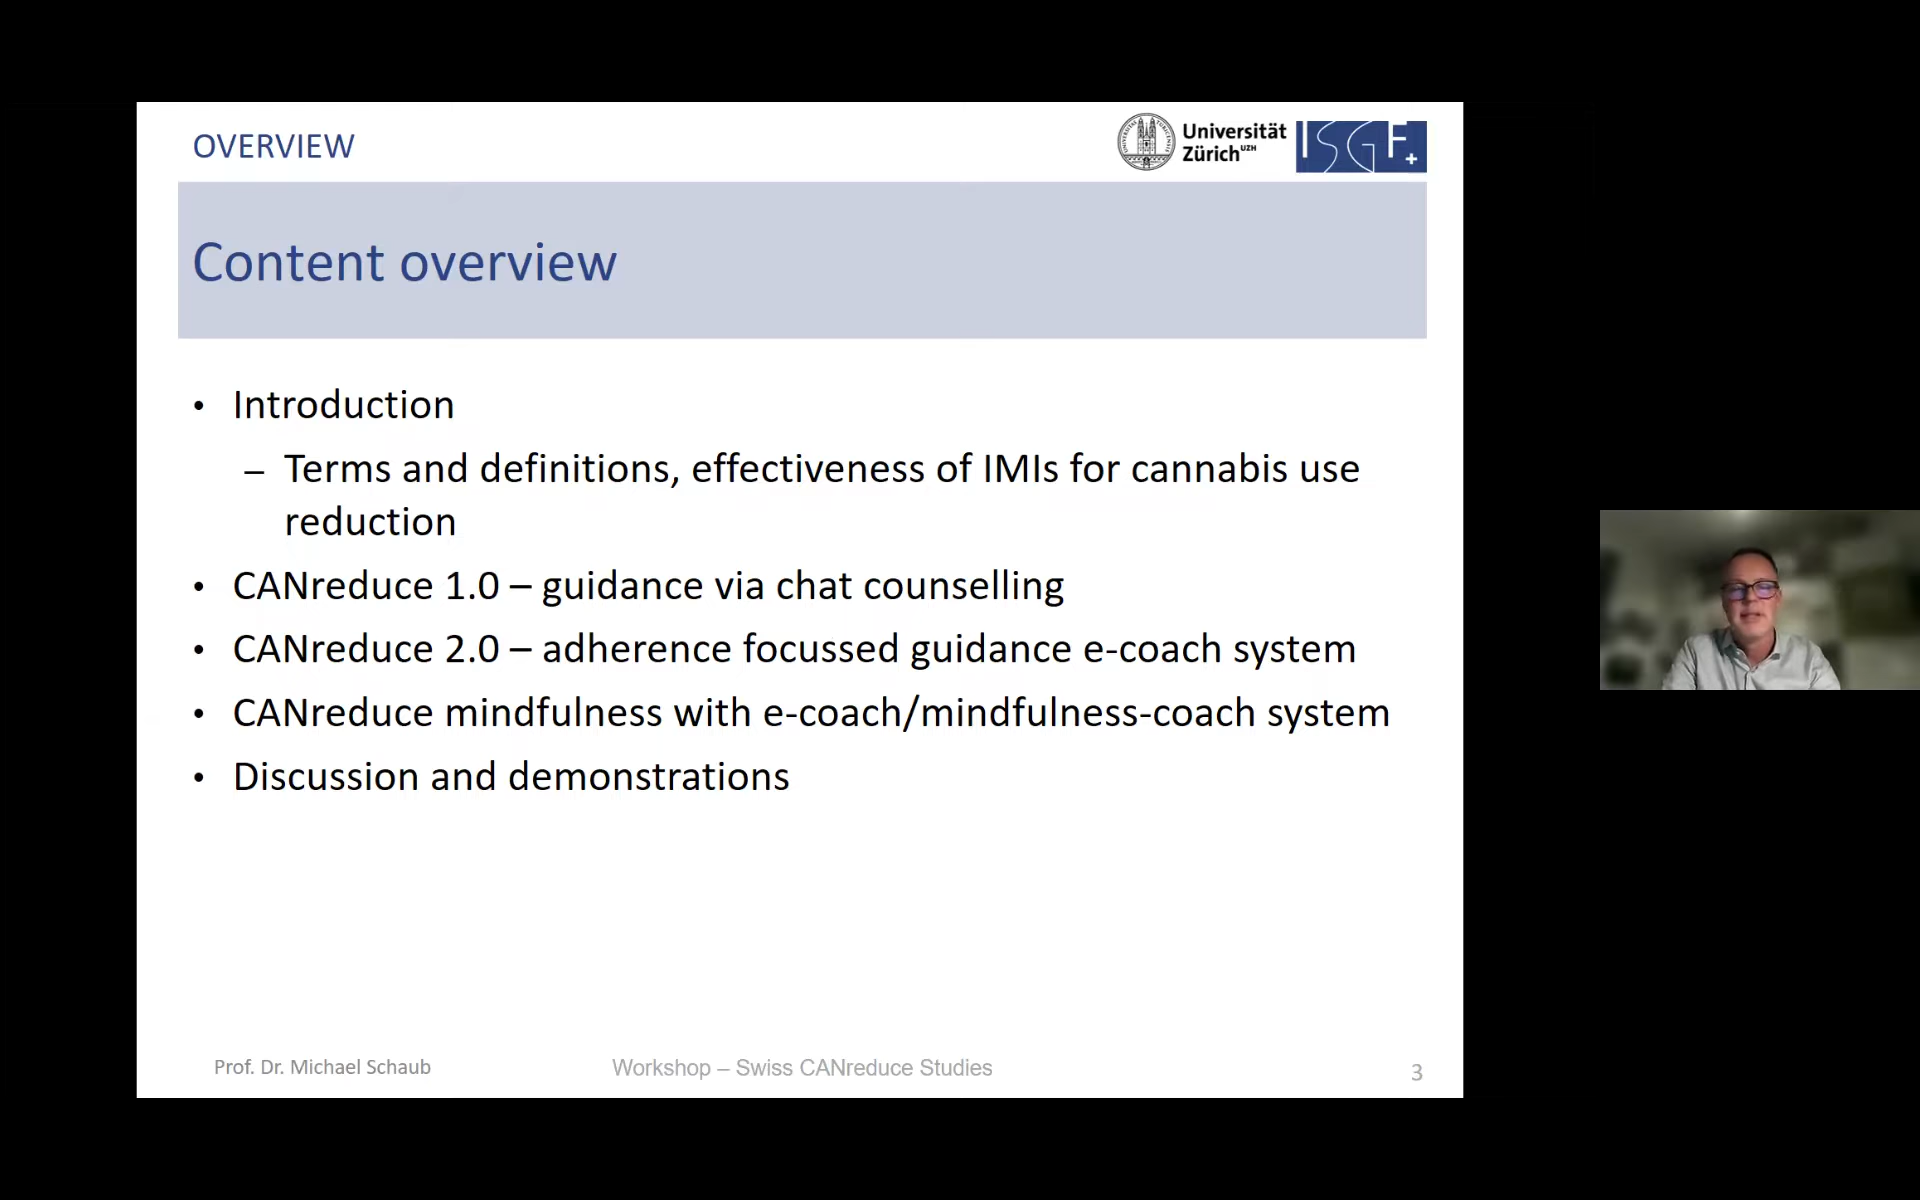 OVERVIEW
Universität
Zürich UZH
ISGF+
Content overview
• Introduction
– Terms and definitions, effectiveness of IMIs for cannabis use
reduction
• CANreduce 1.0 – guidance via chat counselling
• CANreduce 2.0 – adherence focussed guidance e-coach system
• CANreduce mindfulness with e-coach/mindfulness-coach system
• Discussion and demonstrations
Prof. Dr. Michael Schaub
Workshop – Swiss CANreduce Studies
3